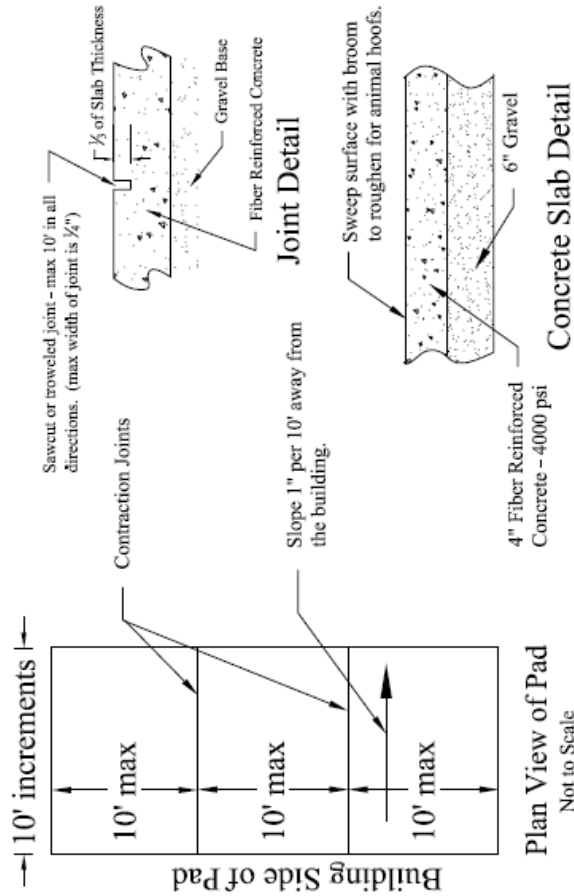 10' increments
10' max
10' max
10' max
Building Side of Pad
Plan View of Pad
Not to Scale
Contraction Joints
Slope 1" per 10' away from
the building.
Sawcut or troweled joint - max 10' in all
directions. (max width of joint is ¼")
⅓ of Slab Thickness
Gravel Base
Fiber Reinforced Concrete
Joint Detail
Sweep surface with broom
to roughen for animal hoofs.
6" Gravel
4" Fiber Reinforced
Concrete – 4000 psi
Concrete Slab Detail